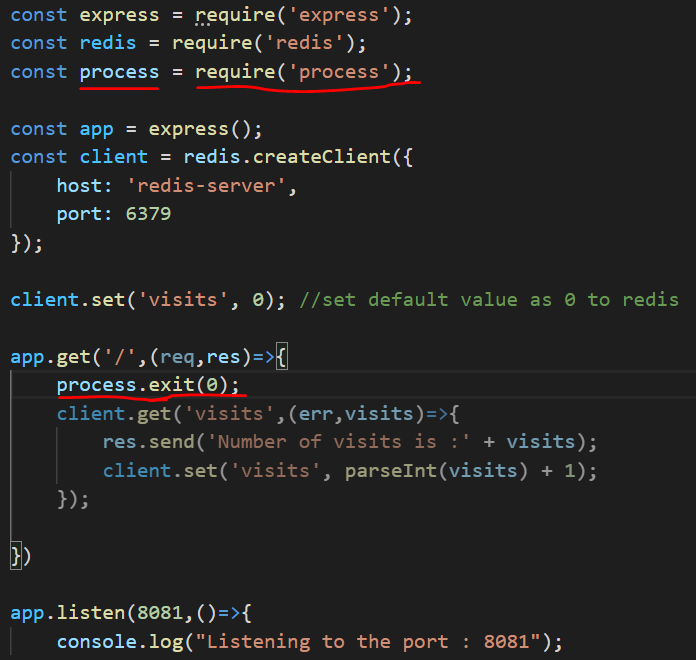 const express = require('express');
const redis = require('redis');
const process = require('process');
const app = express();
const client = redis.createClient({
    host: 'redis-server',
    port: 6379
});
client.set('visits', 0); //set default value as 0 to redis
app.get('/',(req,res)=>{
    process.exit(0);
    client.get('visits',(err,visits)=>{
        res.send('Number of visits is :' + visits);
        client.set('visits', parseInt(visits) + 1);
    });
})
app.listen(8081,()=>{
    console.log("Listening to the port : 8081");